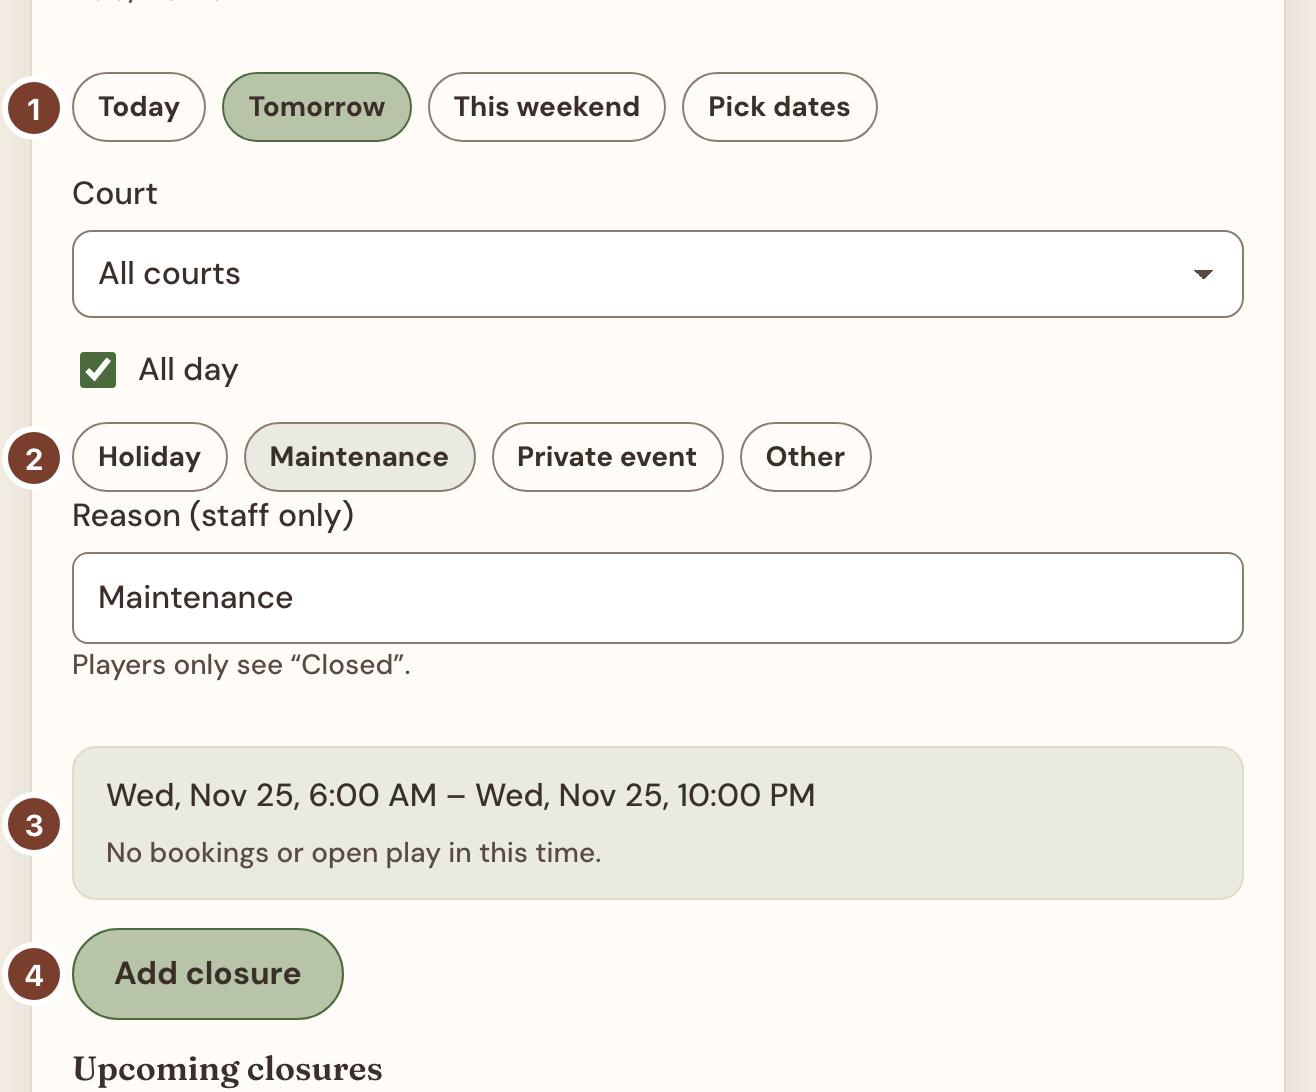 1
Today
Tomorrow
This weekend
Pick dates
Court
All courts
All day
2
Holiday
Maintenance
Private event
Other
Reason (staff only)
Maintenance
Players only see “Closed”.
3
Wed, Nov 25, 6:00 AM – Wed, Nov 25, 10:00 PM
No bookings or open play in this time.
4
Add closure
Upcoming closures